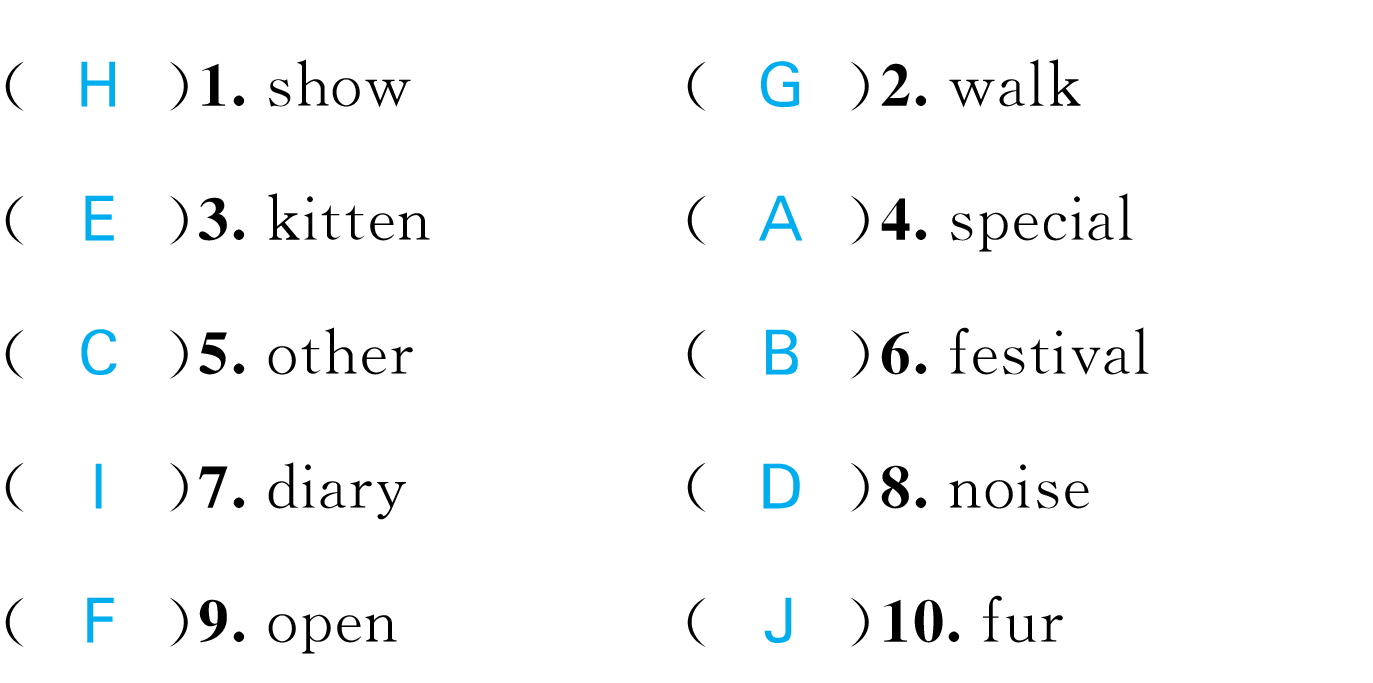 ( H )1. show ( G )2. walk
( E )3. kitten ( A )4. special
( C )5. other ( B )6. festival
( I )7. diary ( D )8. noise
( F )9. open ( J )10. fur